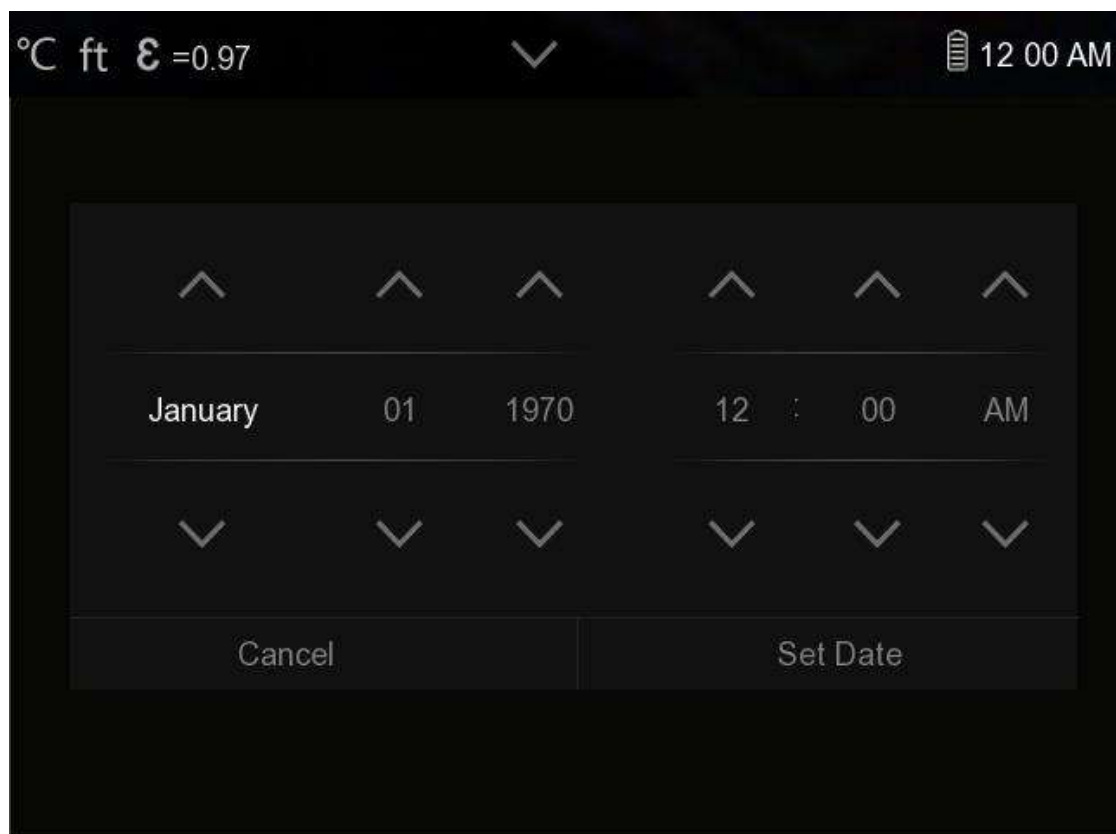 °C ft ε =0.97 12 00 AM
January 01 1970 12 : 00 AM
Cancel Set Date